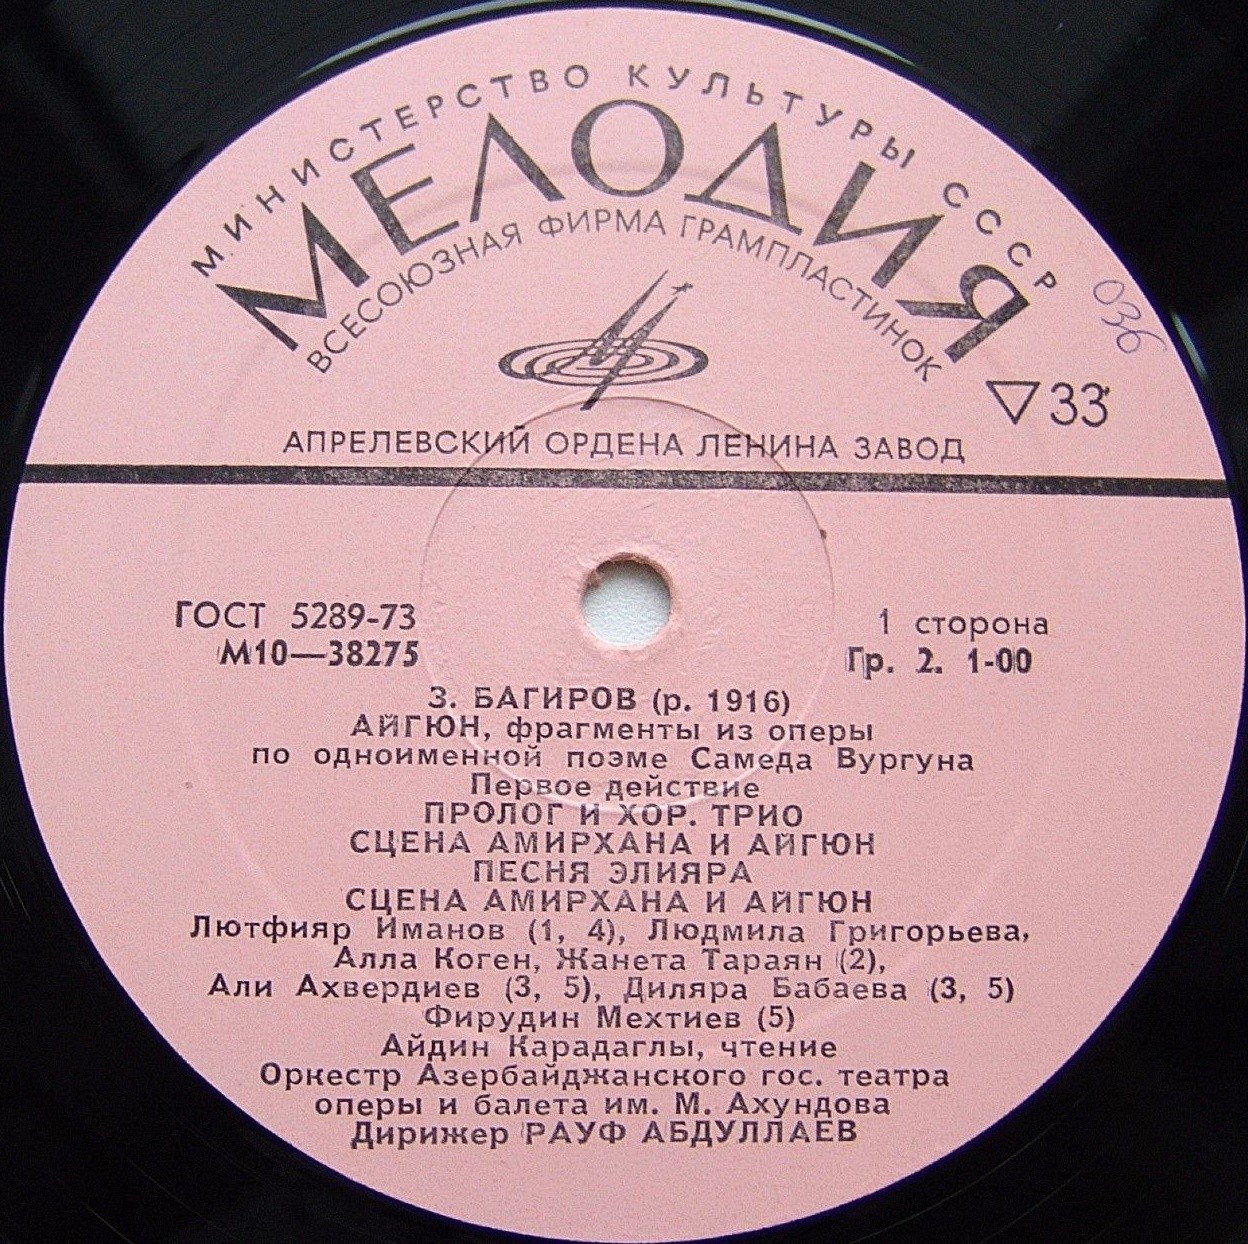 МИНИСТЕРСТВО КУЛЬТУРЫ СССР
МЕЛОДИЯ
ВСЕСОЮЗНАЯ ФИРМА ГРАМПЛАСТИНОК
036
▽33
АПРЕЛЕВСКИЙ ОРДЕНА ЛЕНИНА ЗАВОД
ГОСТ 5289-73
М10—38275
1 сторона
Гр. 2. 1-00
З. БАГИРОВ (р. 1916)
АЙГЮН, фрагменты из оперы
по одноименной поэме Самеда Вургуна
Первое действие
ПРОЛОГ И ХОР. ТРИО
СЦЕНА АМИРХАНА И АЙГЮН
ПЕСНЯ ЭЛИЯРА
СЦЕНА АМИРХАНА И АЙГЮН
Лютфияр Иманов (1, 4), Людмила Григорьева,
Алла Коген, Жанета Тараян (2),
Али Ахвердиев (3, 5), Диляра Бабаева (3, 5)
Фирудин Мехтиев (5)
Айдин Карадаглы, чтение
Оркестр Азербайджанского гос. театра
оперы и балета им. М. Ахундова
Дирижер РАУФ АБДУЛЛАЕВ